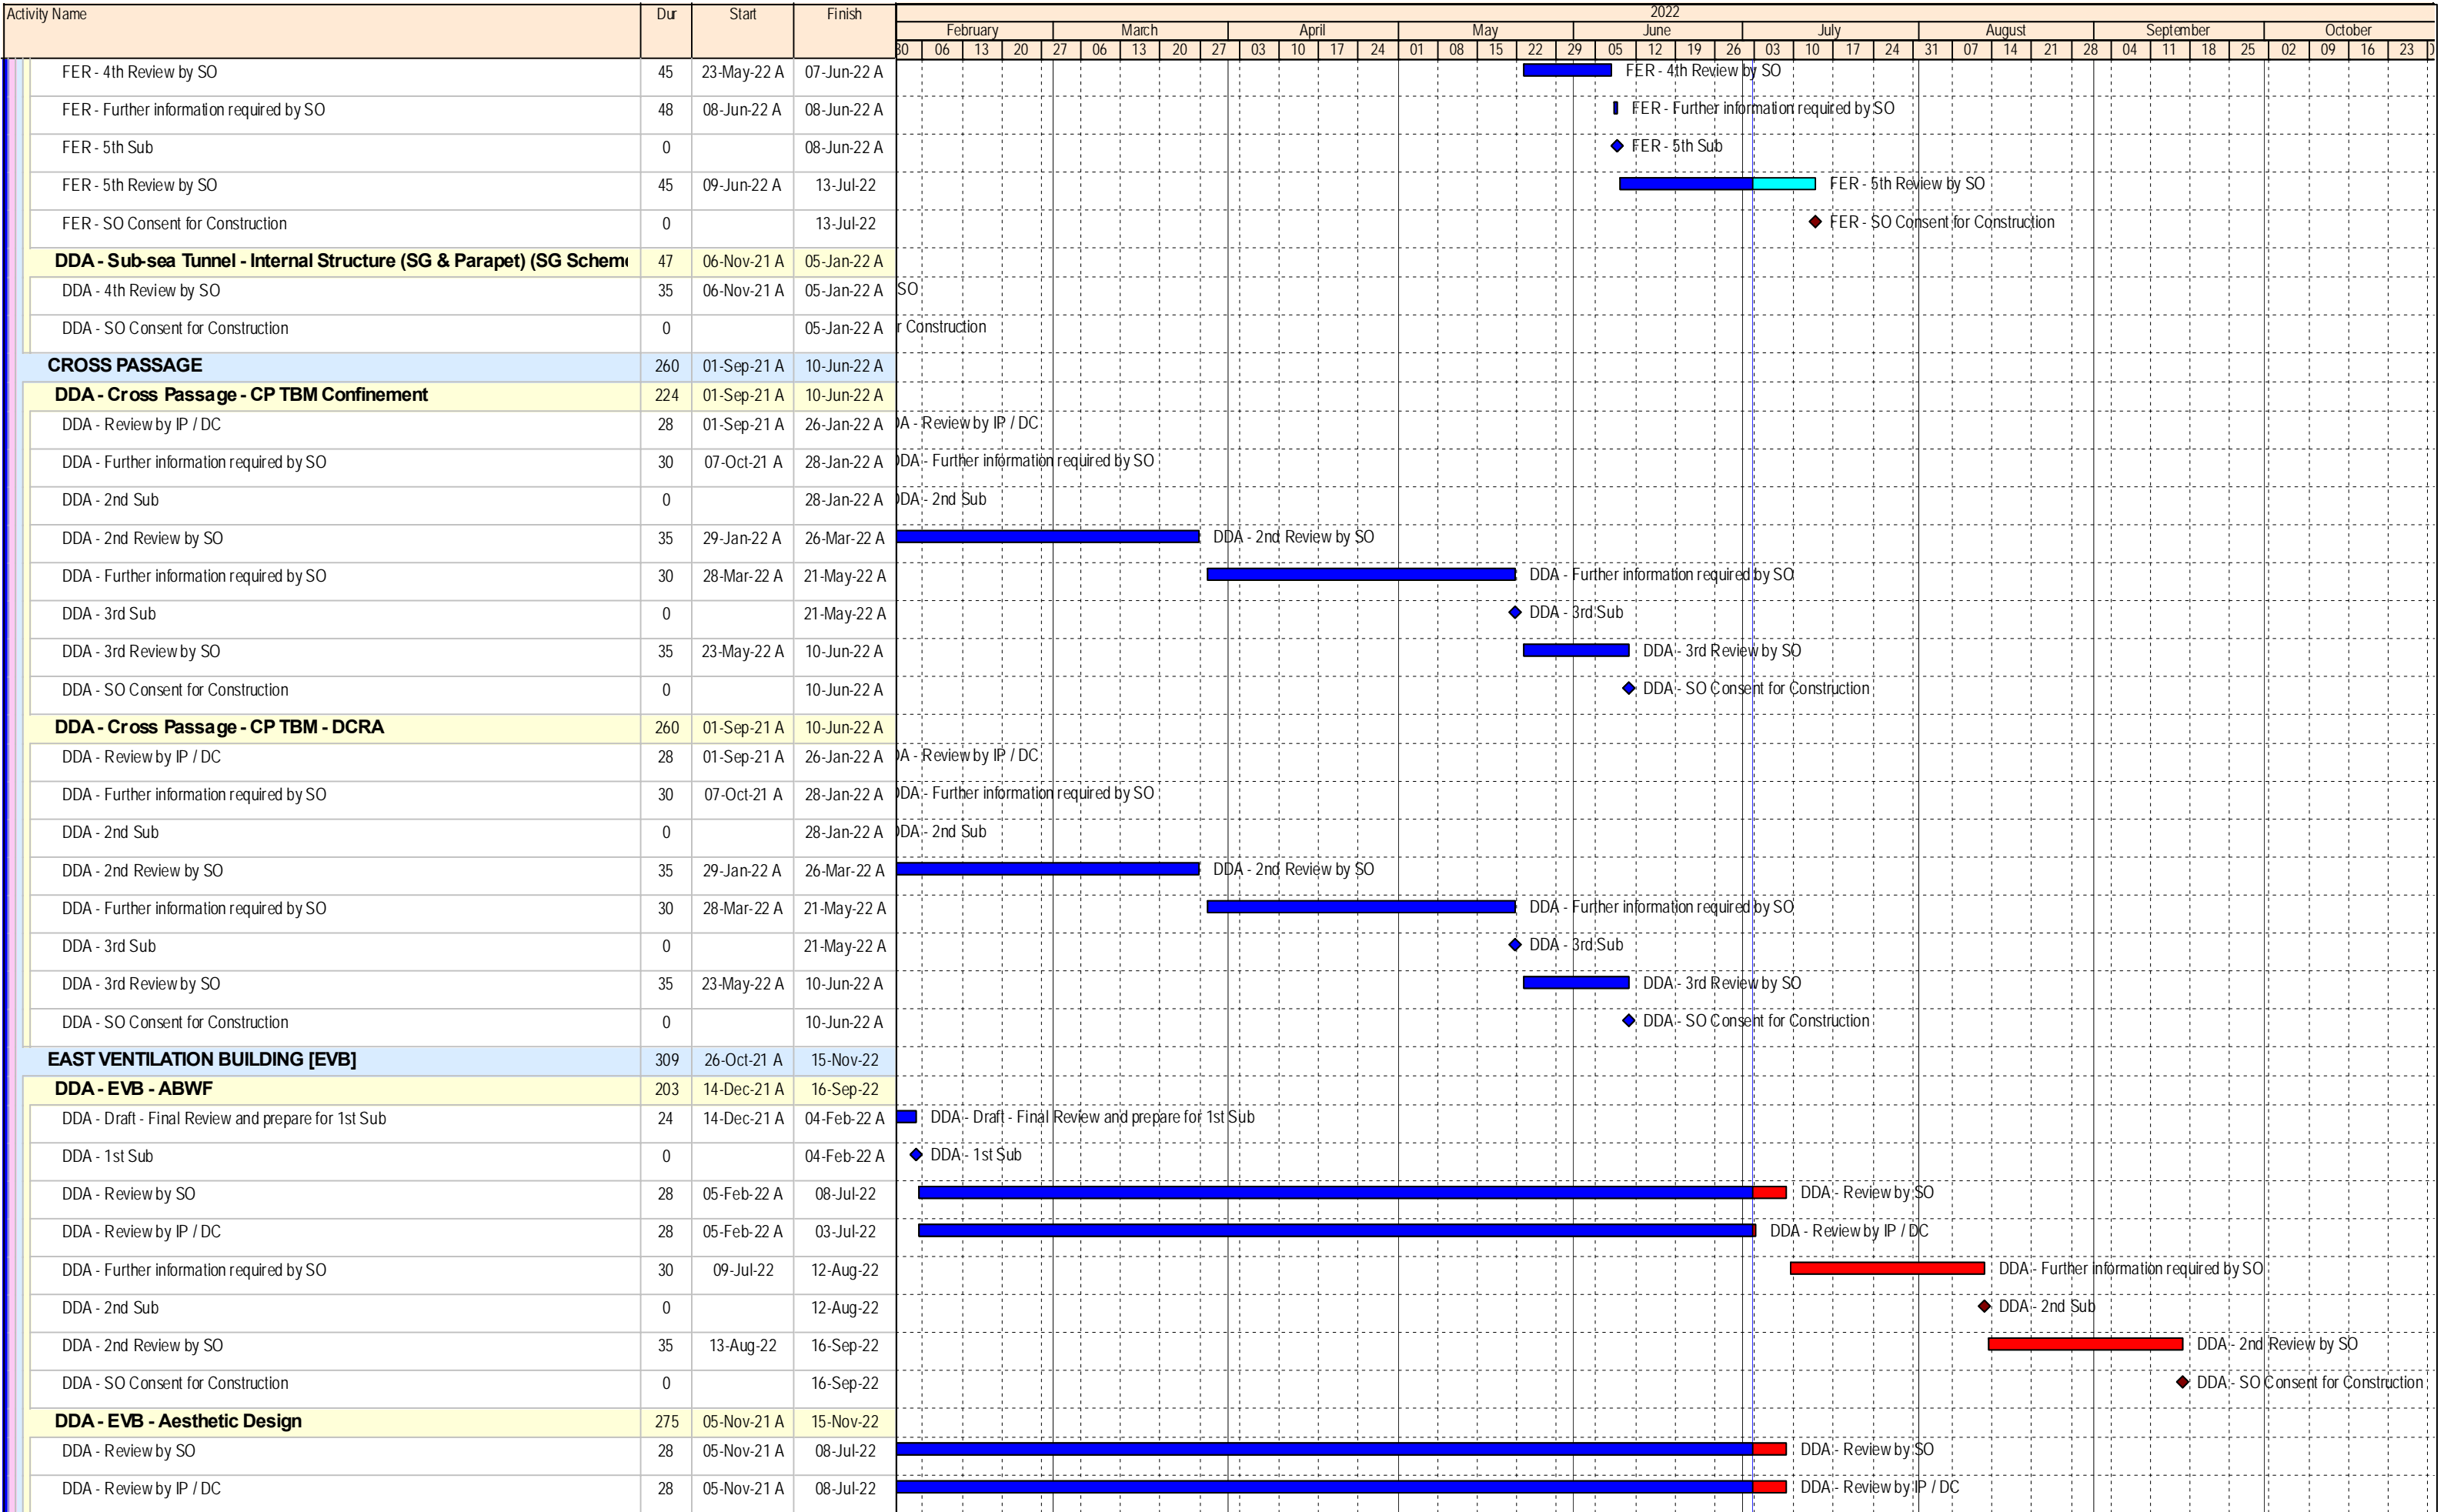 Activity Name Dur Start Finish 2022
February March April May June July August September October
30 06 13 20 27 06 13 20 27 03 10 17 24 01 08 15 22 29 05 12 19 26 03 10 17 24 31 07 14 21 28 04 11 18 25 02 09 16 23
FER - 4th Review by SO 45 23-May-22 A 07-Jun-22 A FER - 4th Review by SO
FER - Further information required by SO 48 08-Jun-22 A 08-Jun-22 A FER - Further information required by SO
FER - 5th Sub 0 08-Jun-22 A FER - 5th Sub
FER - 5th Review by SO 45 09-Jun-22 A 13-Jul-22 FER - 5th Review by SO
FER - SO Consent for Construction 0 13-Jul-22 FER - SO Consent for Construction
DDA - Sub-sea Tunnel - Internal Structure (SG & Parapet) (SG Scheme 47 06-Nov-21 A 05-Jan-22 A
DDA - 4th Review by SO 35 06-Nov-21 A 05-Jan-22 A SO
DDA - SO Consent for Construction 0 05-Jan-22 A r Construction
CROSS PASSAGE 260 01-Sep-21 A 10-Jun-22 A
DDA - Cross Passage - CP TBM Confinement 224 01-Sep-21 A 10-Jun-22 A
DDA - Review by IP / DC 28 01-Sep-21 A 26-Jan-22 A DA - Review by IP / DC
DDA - Further information required by SO 30 07-Oct-21 A 28-Jan-22 A DDA - Further information required by SO
DDA - 2nd Sub 0 28-Jan-22 A DDA - 2nd Sub
DDA - 2nd Review by SO 35 29-Jan-22 A 26-Mar-22 A DDA - 2nd Review by SO
DDA - Further information required by SO 30 28-Mar-22 A 21-May-22 A DDA - Further information required by SO
DDA - 3rd Sub 0 21-May-22 A DDA - 3rd Sub
DDA - 3rd Review by SO 35 23-May-22 A 10-Jun-22 A DDA - 3rd Review by SO
DDA - SO Consent for Construction 0 10-Jun-22 A DDA - SO Consent for Construction
DDA - Cross Passage - CP TBM - DCRA 260 01-Sep-21 A 10-Jun-22 A
DDA - Review by IP / DC 28 01-Sep-21 A 26-Jan-22 A DA - Review by IP / DC
DDA - Further information required by SO 30 07-Oct-21 A 28-Jan-22 A DDA - Further information required by SO
DDA - 2nd Sub 0 28-Jan-22 A DDA - 2nd Sub
DDA - 2nd Review by SO 35 29-Jan-22 A 26-Mar-22 A DDA - 2nd Review by SO
DDA - Further information required by SO 30 28-Mar-22 A 21-May-22 A DDA - Further information required by SO
DDA - 3rd Sub 0 21-May-22 A DDA - 3rd Sub
DDA - 3rd Review by SO 35 23-May-22 A 10-Jun-22 A DDA - 3rd Review by SO
DDA - SO Consent for Construction 0 10-Jun-22 A DDA - SO Consent for Construction
EAST VENTILATION BUILDING [EVB] 309 26-Oct-21 A 15-Nov-22
DDA - EVB - ABWF 203 14-Dec-21 A 16-Sep-22
DDA - Draft - Final Review and prepare for 1st Sub 24 14-Dec-21 A 04-Feb-22 A DDA - Draft - Final Review and prepare for 1st Sub
DDA - 1st Sub 0 04-Feb-22 A DDA - 1st Sub
DDA - Review by SO 28 05-Feb-22 A 08-Jul-22 DDA - Review by SO
DDA - Review by IP / DC 28 05-Feb-22 A 03-Jul-22 DDA - Review by IP / DC
DDA - Further information required by SO 30 09-Jul-22 12-Aug-22 DDA - Further information required by SO
DDA - 2nd Sub 0 12-Aug-22 DDA - 2nd Sub
DDA - 2nd Review by SO 35 13-Aug-22 16-Sep-22 DDA - 2nd Review by SO
DDA - SO Consent for Construction 0 16-Sep-22 DDA - SO Consent for Construction
DDA - EVB - Aesthetic Design 275 05-Nov-21 A 15-Nov-22
DDA - Review by SO 28 05-Nov-21 A 08-Jul-22 DDA - Review by SO
DDA - Review by IP / DC 28 05-Nov-21 A 08-Jul-22 DDA - Review by IP / DC